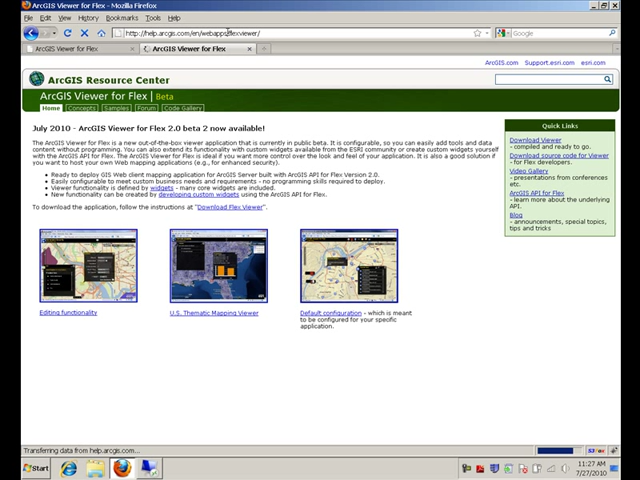 ArcGIS Viewer for Flex - Mozilla Firefox
File Edit View History Bookmarks Tools Help
http://help.arcgis.com/en/webapps/flexviewer/
Google
ArcGIS Viewer for Flex
ArcGIS Viewer for Flex
ArcGIS.com Support.esri.com esri.com
ArcGIS Resource Center
ArcGIS Viewer for Flex | Beta
Home Concepts Samples Forum Code Gallery
July 2010 - ArcGIS Viewer for Flex 2.0 beta 2 now available!
The ArcGIS Viewer for Flex is a new out-of-the-box viewer application that is currently in public beta. It is configurable, so you can easily add tools and data
content without programming. You can also extend its functionality with custom widgets available from the ESRI community or create custom widgets yourself
with the ArcGIS API for Flex. The ArcGIS Viewer for Flex is ideal if you want more control over the look and feel of your application. It is also a good solution if
you want to host your own Web mapping applications (e.g., for enhanced security).
• Ready to deploy GIS Web client mapping application for ArcGIS Server built with ArcGIS API for Flex Version 2.0.
• Easily configurable to meet custom business needs and requirements - no programming skills required to deploy.
• Viewer functionality is defined by widgets - many core widgets are included.
• New functionality can be created by developing custom widgets using the ArcGIS API for Flex.
To download the application, follow the instructions at "Download Flex Viewer".
Editing functionality
U.S. Thematic Mapping Viewer
Default configuration - which is meant
to be configured for your specific
application.
Quick Links
Download Viewer
- compiled and ready to go.
Download source code for Viewer
- for Flex developers.
Video Gallery
- presentations from conferences
etc.
ArcGIS API for Flex
- learn more about the underlying
API.
Blog
- announcements, special topics,
tips and tricks
Transferring data from help.arcgis.com...
Start
11:27 AM
7/27/2010